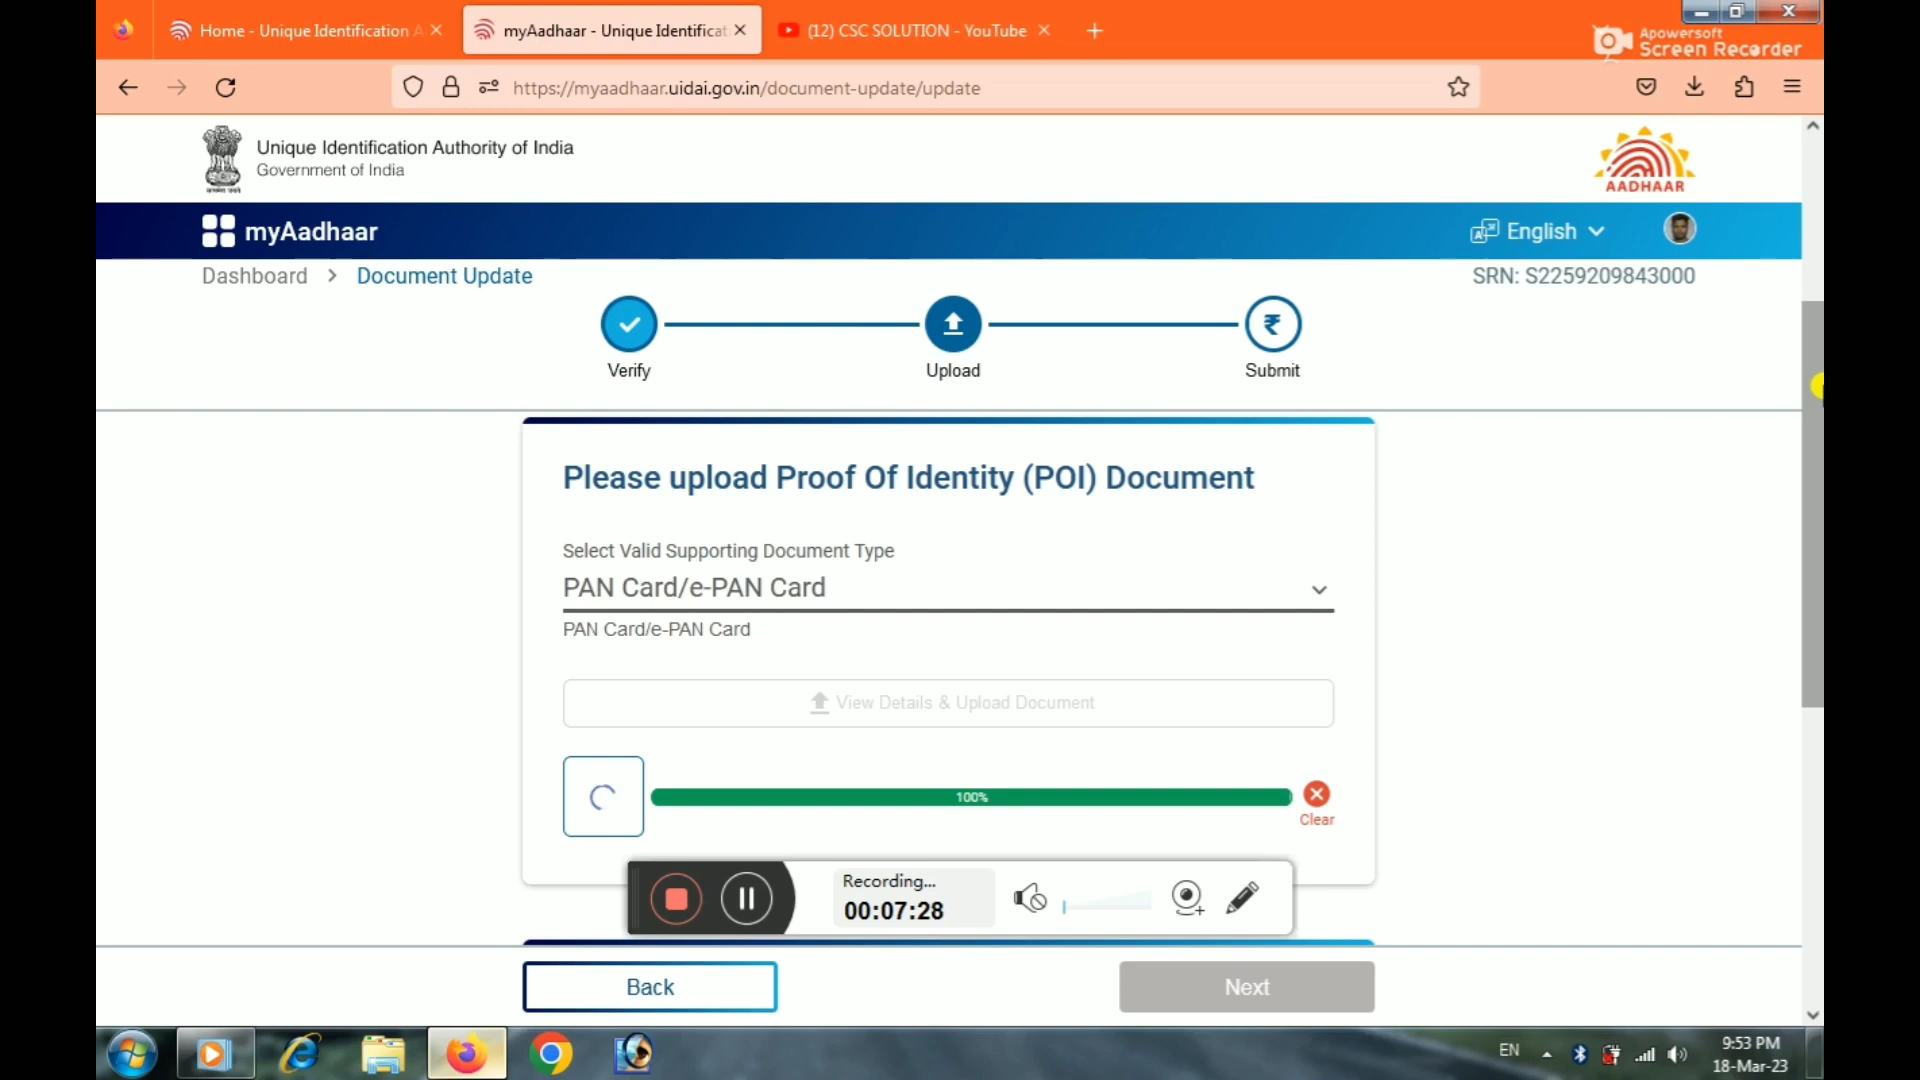 Home - Unique Identification A
myAadhaar - Unique Identificat
(12) CSC SOLUTION - YouTube
Apowersoft
Screen Recorder
https://myaadhaar.uidai.gov.in/document-update/update
Unique Identification Authority of India
Government of India
AADHAAR
myAadhaar
English
Dashboard
Document Update
SRN: S2259209843000
Verify
Upload
Submit
Please upload Proof Of Identity (POI) Document
Select Valid Supporting Document Type
PAN Card/e-PAN Card
PAN Card/e-PAN Card
View Details & Upload Document
100%
Clear
Recording...
00:07:28
Back
Next
EN
9:53 PM
18-Mar-23